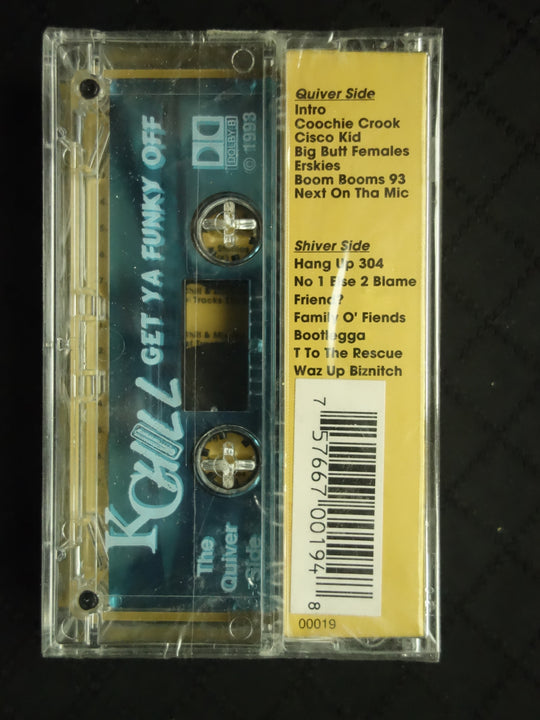 Quiver Side
Intro
Coochie Crook
Cisco Kid
Big Butt Females
Erskies
Boom Booms 93
Next On Tha Mic
Shiver Side
Hang Up 304
No 1 Else 2 Blame
Friend?
Family O' Fiends
Bootlegga
T To The Rescue
Waz Up Biznitch
7 57667 00194 8
00019
K CHILL GET YA FUNKY OFF
DOLBY B
© 1993
The
Quiver
Side